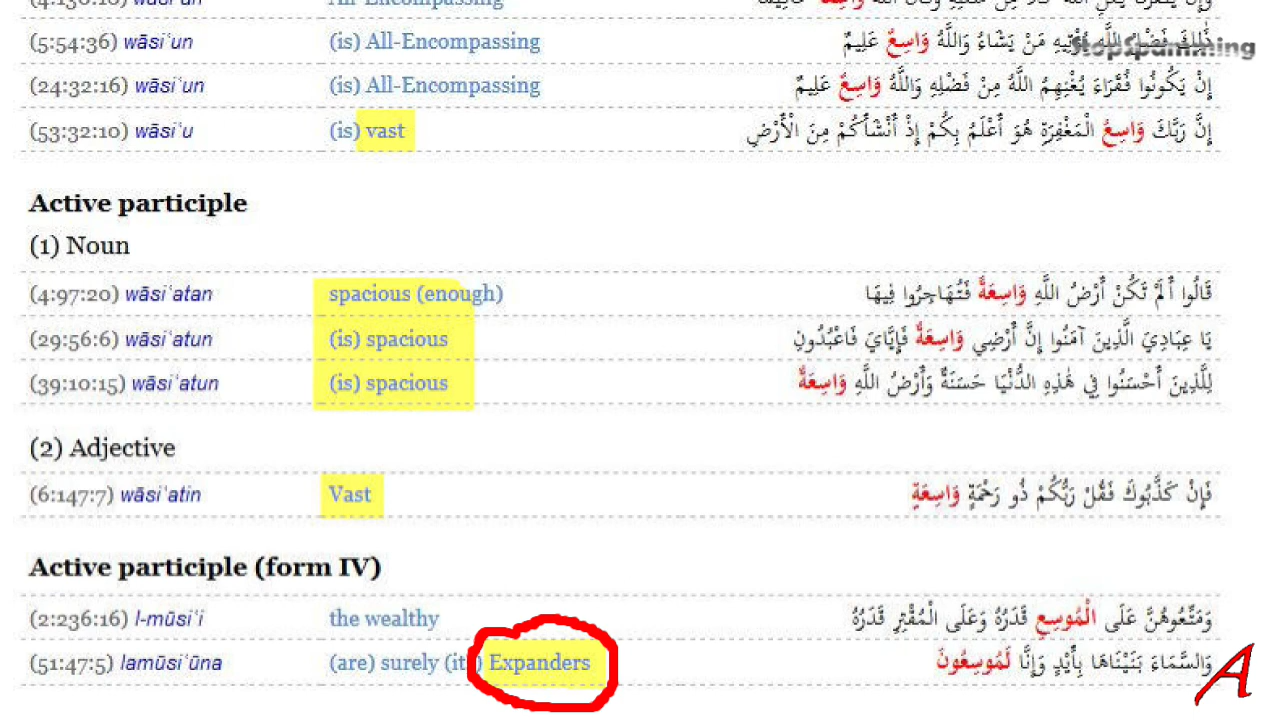 (5:54:36) wāsiʿun (is) All-Encompassing ذَٰلِكَ فَضْلُ اللَّهِ يُؤْتِيهِ مَنْ يَشَاءُ وَاللَّهُ وَاسِعٌ عَلِيمٌ
StopSpamming
(24:32:16) wāsiʿun (is) All-Encompassing إِنْ يَكُونُوا فُقَرَاءَ يُغْنِهِمُ اللَّهُ مِنْ فَضْلِهِ وَاللَّهُ وَاسِعٌ عَلِيمٌ
(53:32:10) wāsiʿu (is) vast إِنَّ رَبَّكَ وَاسِعُ الْمَغْفِرَةِ هُوَ أَعْلَمُ بِكُمْ إِذْ أَنْشَأَكُمْ مِنَ الْأَرْضِ
Active participle
(1) Noun
(4:97:20) wāsiʿatan spacious (enough) قَالُوا أَلَمْ تَكُنْ أَرْضُ اللَّهِ وَاسِعَةً فَتُهَاجِرُوا فِيهَا
(29:56:6) wāsiʿatun (is) spacious يَا عِبَادِيَ الَّذِينَ آمَنُوا إِنَّ أَرْضِي وَاسِعَةٌ فَإِيَّايَ فَاعْبُدُونِ
(39:10:15) wāsiʿatun (is) spacious لِلَّذِينَ أَحْسَنُوا فِي هَٰذِهِ الدُّنْيَا حَسَنَةٌ وَأَرْضُ اللَّهِ وَاسِعَةٌ
(2) Adjective
(6:147:7) wāsiʿatin Vast فَإِنْ كَذَّبُوكَ فَقُلْ رَبُّكُمْ ذُو رَحْمَةٍ وَاسِعَةٍ
Active participle (form IV)
(2:236:16) l-mūsiʿi the wealthy وَمَتِّعُوهُنَّ عَلَى الْمُوسِعِ قَدَرُهُ وَعَلَى الْمُقْتِرِ قَدَرُهُ
(51:47:5) lamūsiʿūna (are) surely Expanders وَالسَّمَاءَ بَنَيْنَاهَا بِأَيْدٍ وَإِنَّا لَمُوسِعُونَ
A